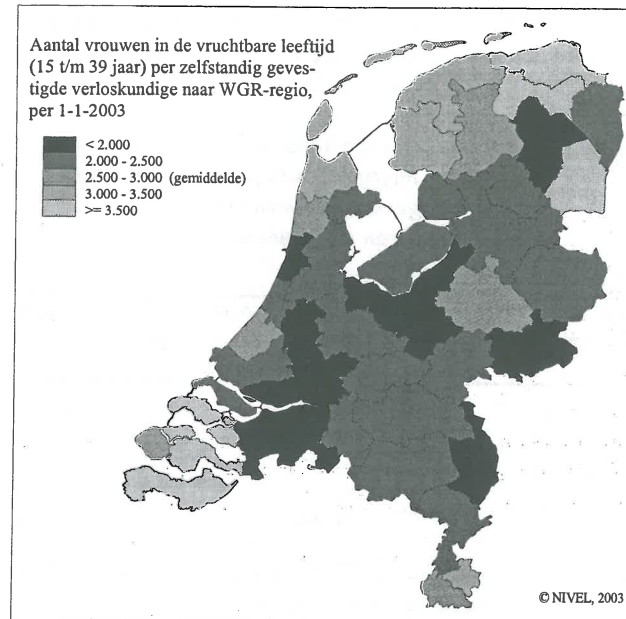 Aantal vrouwen in de vruchtbare leeftijd
(15 t/m 39 jaar) per zelfstandig geves-
tigde verloskundige naar WGR-regio,
per 1-1-2003
< 2.000
2.000 - 2.500
2.500 - 3.000 (gemiddelde)
3.000 - 3.500
>= 3.500
© NIVEL, 2003